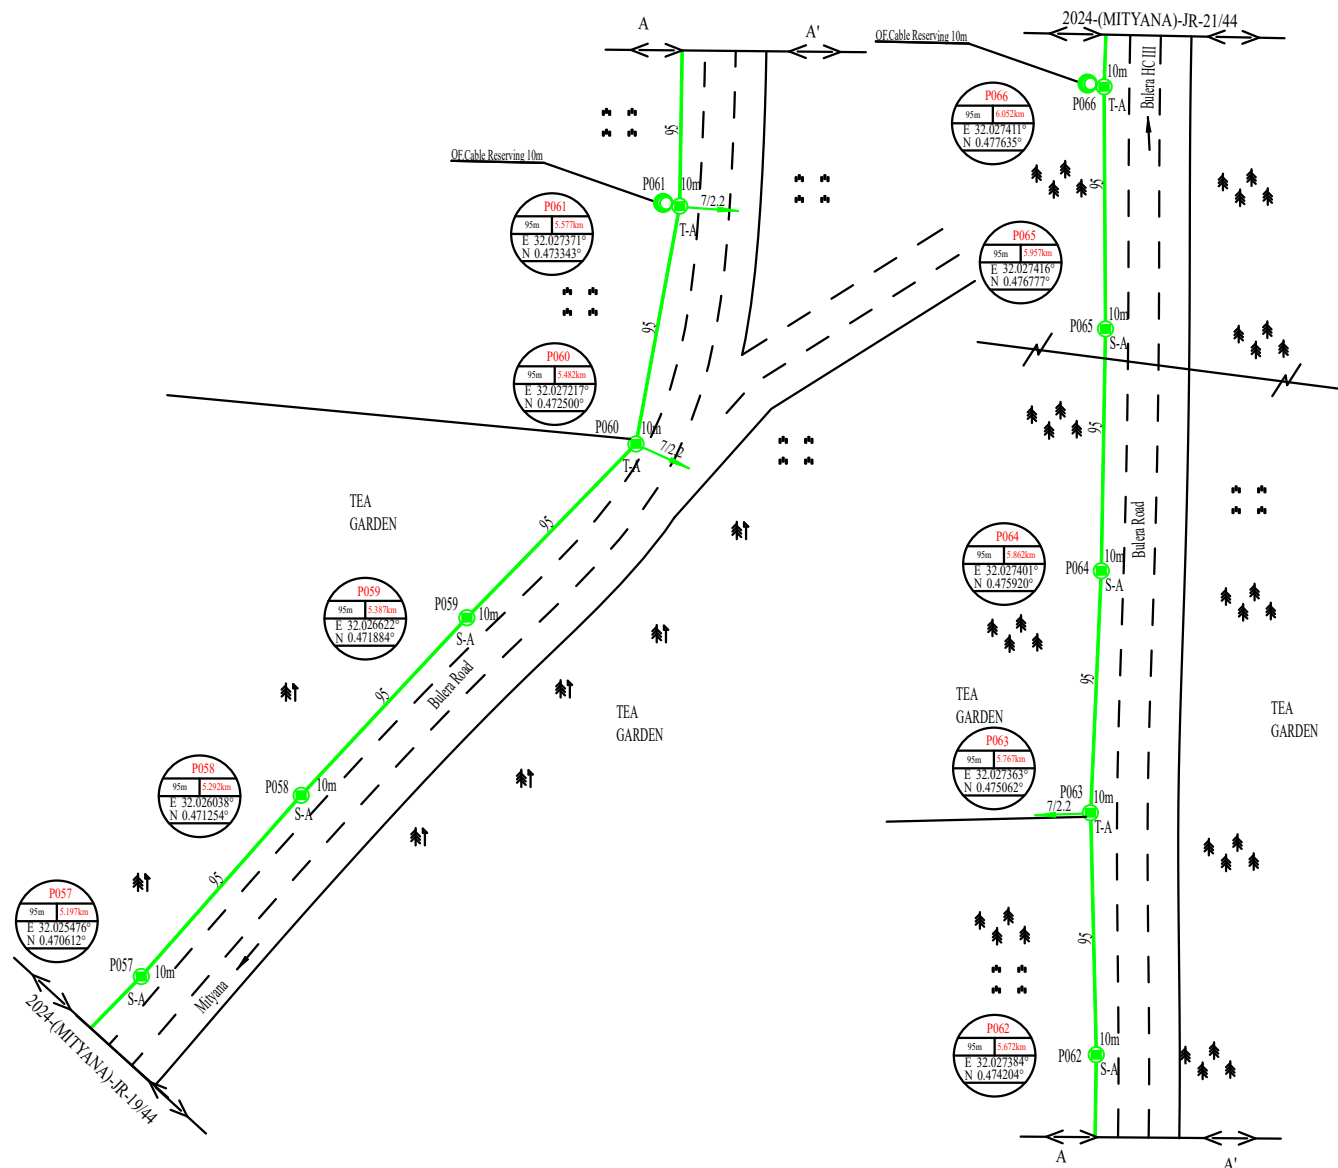 A
A'
OF.Cable Reserving 10m
95
P061
10m
7/2.2
T-A
P061
95m
5.577km
E 32.027371°
N 0.473343°
95
P060
95m
5.482km
E 32.027217°
N 0.472500°
P060
10m
7/2.2
T-A
TEA
GARDEN
95
P059
95m
5.387km
E 32.026622°
N 0.471884°
P059
10m
S-A
Bulera Road
95
TEA
GARDEN
P058
95m
5.292km
E 32.026038°
N 0.471254°
P058
10m
S-A
95
P057
95m
5.197km
E 32.025476°
N 0.470612°
P057
10m
S-A
Mityana
2024-(MITYANA)-JR-19/44
2024-(MITYANA)-JR-21/44
OF.Cable Reserving 10m
10m
Bulera HC III
P066
T-A
P066
95m
6.052km
E 32.027411°
N 0.477635°
95
P065
95m
5.957km
E 32.027416°
N 0.476777°
P065
10m
S-A
95
Bulera Road
P064
95m
5.862km
E 32.027401°
N 0.475920°
P064
10m
S-A
95
TEA
GARDEN
TEA
GARDEN
P063
95m
5.767km
E 32.027363°
N 0.475062°
P063
10m
7/2.2
T-A
95
P062
95m
5.672km
E 32.027384°
N 0.474204°
P062
10m
S-A
A
A'